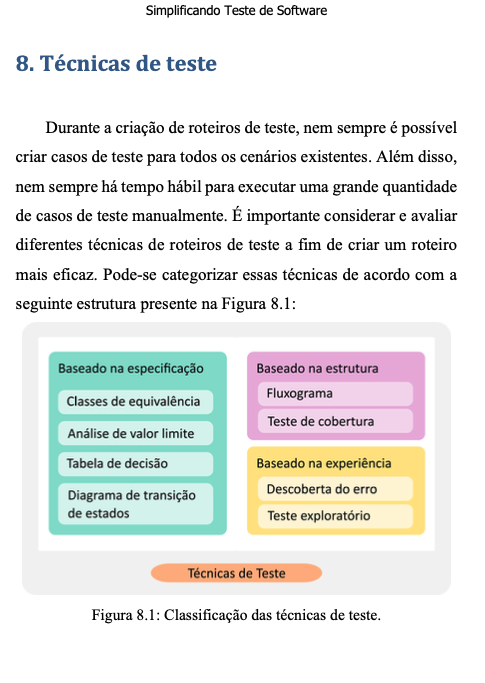 Simplificando Teste de Software
8. Técnicas de teste
Durante a criação de roteiros de teste, nem sempre é possível
criar casos de teste para todos os cenários existentes. Além disso,
nem sempre há tempo hábil para executar uma grande quantidade
de casos de teste manualmente. É importante considerar e avaliar
diferentes técnicas de roteiros de teste a fim de criar um roteiro
mais eficaz. Pode-se categorizar essas técnicas de acordo com a
seguinte estrutura presente na Figura 8.1:
Baseado na especificação
Classes de equivalência
Análise de valor limite
Tabela de decisão
Diagrama de transição
de estados
Baseado na estrutura
Fluxograma
Teste de cobertura
Baseado na experiência
Descoberta do erro
Teste exploratório
Técnicas de Teste
Figura 8.1: Classificação das técnicas de teste.